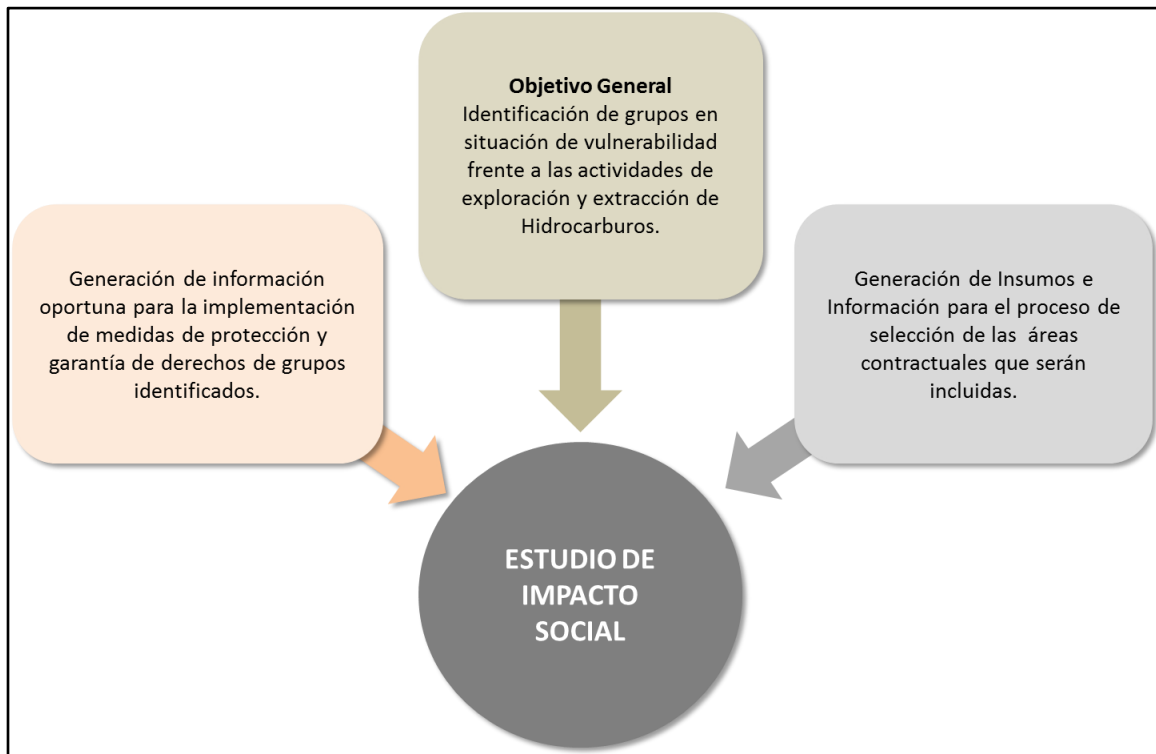 Objetivo General
Identificación de grupos en
situación de vulnerabilidad
frente a las actividades de
exploración y extracción de
Hidrocarburos.
Generación de información
oportuna para la implementación
de medidas de protección y
garantía de derechos de grupos
identificados.
Generación de Insumos e
Información para el proceso de
selección de las áreas
contractuales que serán
incluidas.
ESTUDIO DE
IMPACTO
SOCIAL